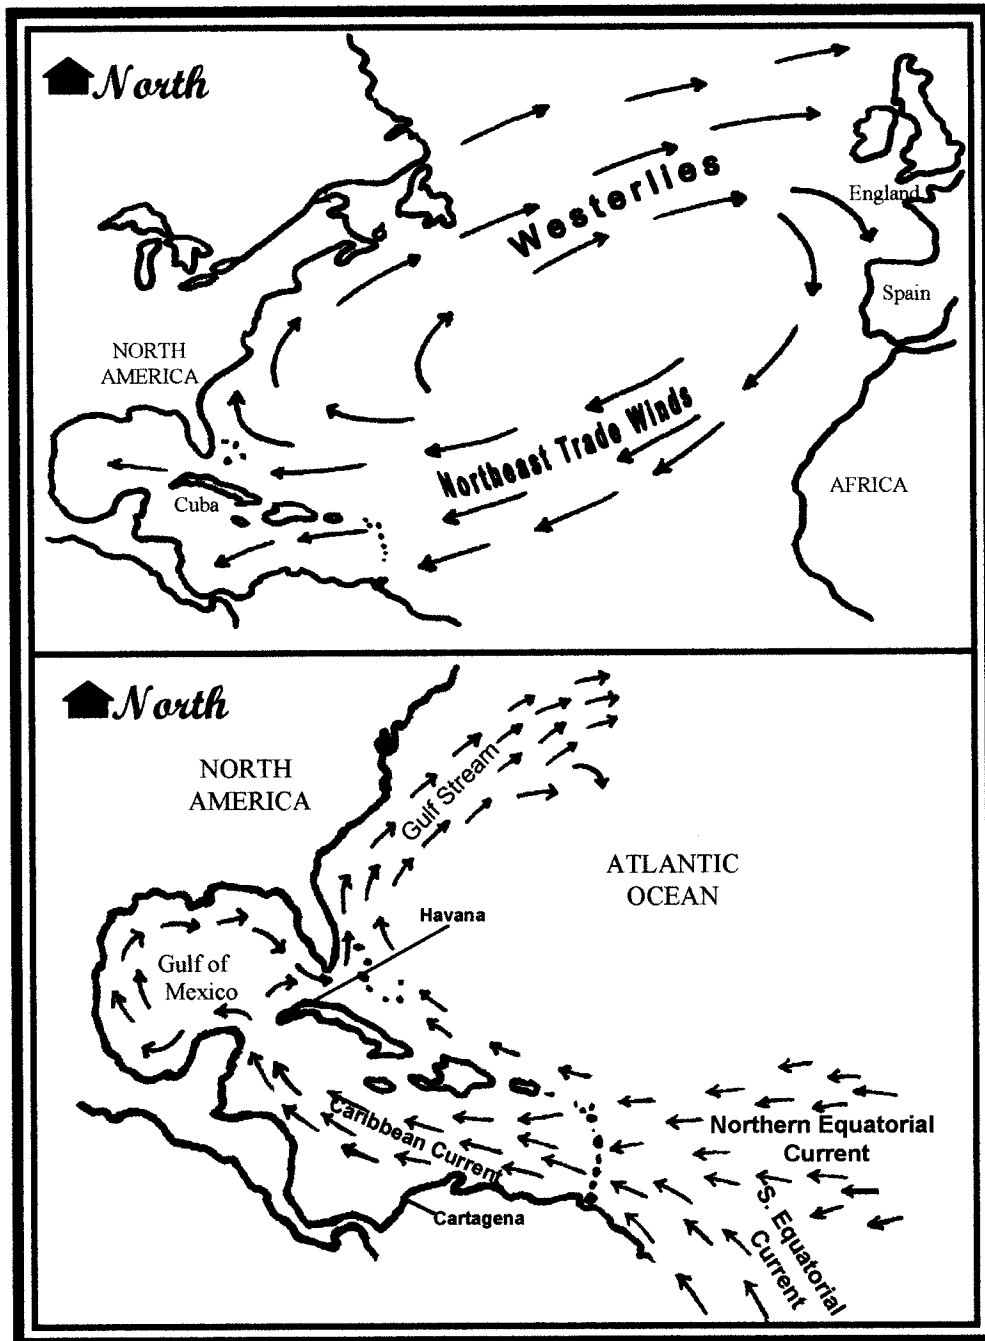 North
Westerlies
England
Spain
NORTH
AMERICA
Northeast Trade Winds
AFRICA
Cuba
North
NORTH
AMERICA
Gulf Stream
ATLANTIC
OCEAN
Havana
Gulf of
Mexico
Caribbean Current
Northern Equatorial
Current
S. Equatorial
Current
Cartagena